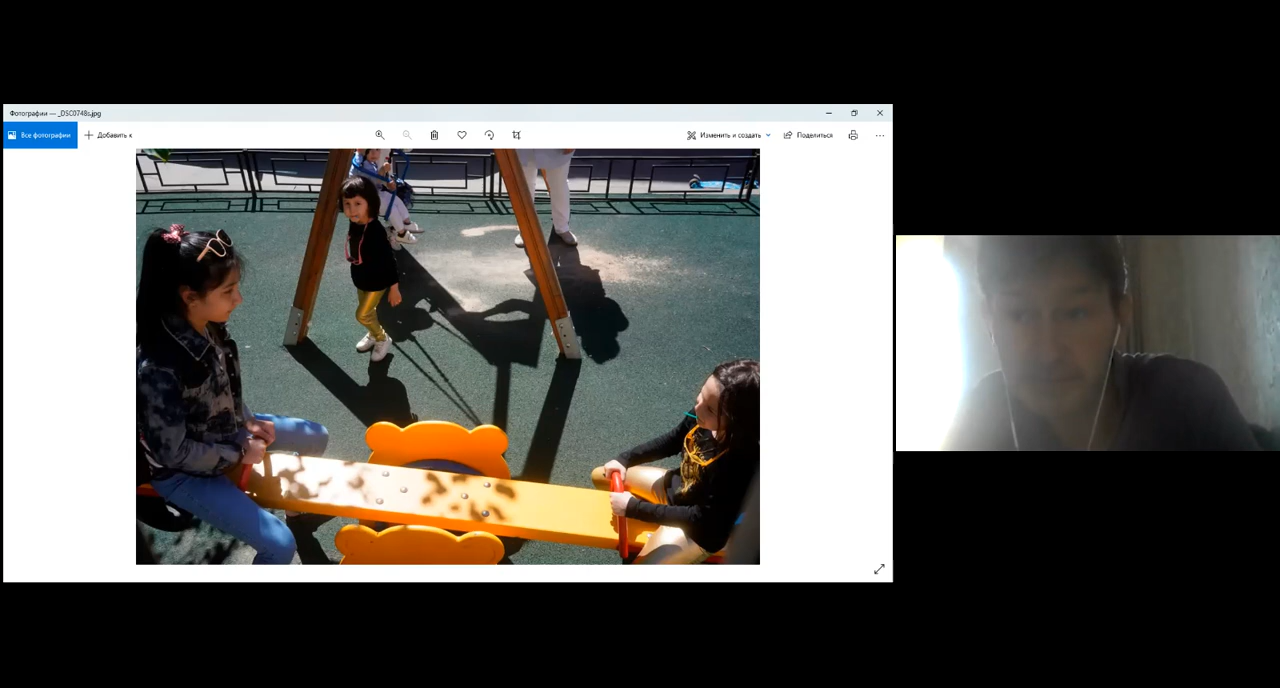 Фотографии — _DSC0748s.jpg
Все фотографии
Добавить к
Изменить и создать
Поделиться